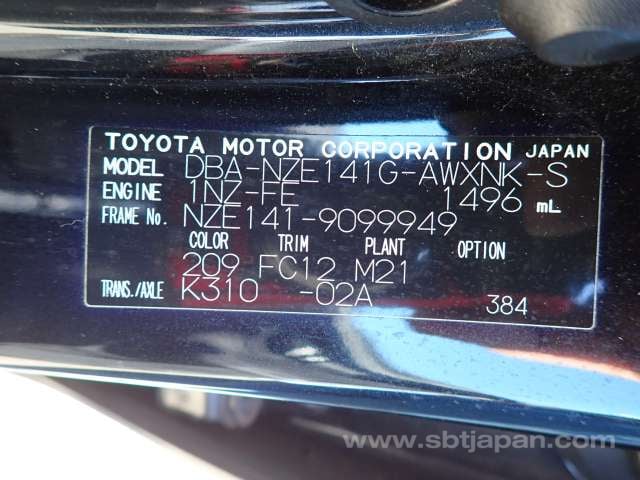 TOYOTA MOTOR CORPORATION JAPAN
MODEL DBA-NZE141G-AWXNK-S
ENGINE 1NZ-FE 1496 mL
FRAME No. NZE141-9099949
COLOR TRIM PLANT OPTION
209 FC12 M21
TRANS./AXLE K310 -02A 384
www.sbtjapan.com